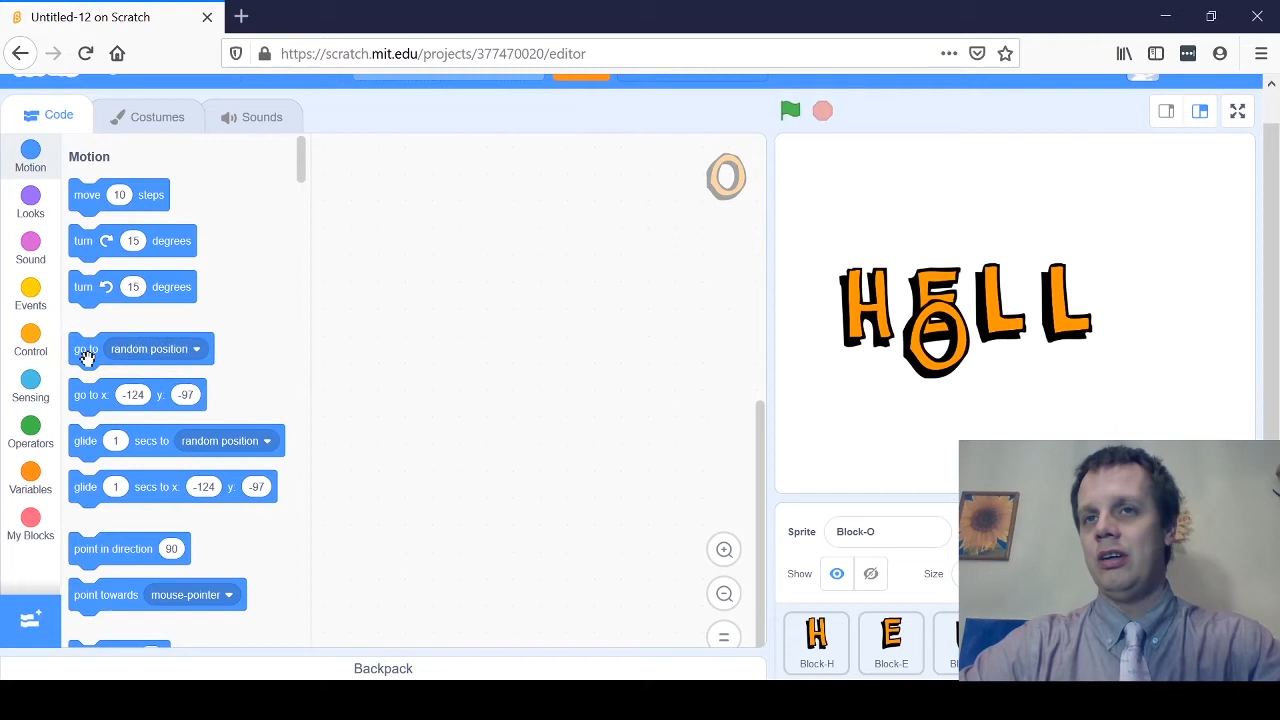 Untitled-12 on Scratch
https://scratch.mit.edu/projects/377470020/editor
Code
Costumes
Sounds
Motion
Looks
Sound
Events
Control
Sensing
Operators
Variables
My Blocks
Motion
move 10 steps
turn 15 degrees
turn 15 degrees
go to random position
go to x: -124 y: -97
glide 1 secs to random position
glide 1 secs to x: -124 y: -97
point in direction 90
point towards mouse-pointer
Backpack
O
H E L L
O
Sprite Block-O
Show
Size
H
Block-H
E
Block-E